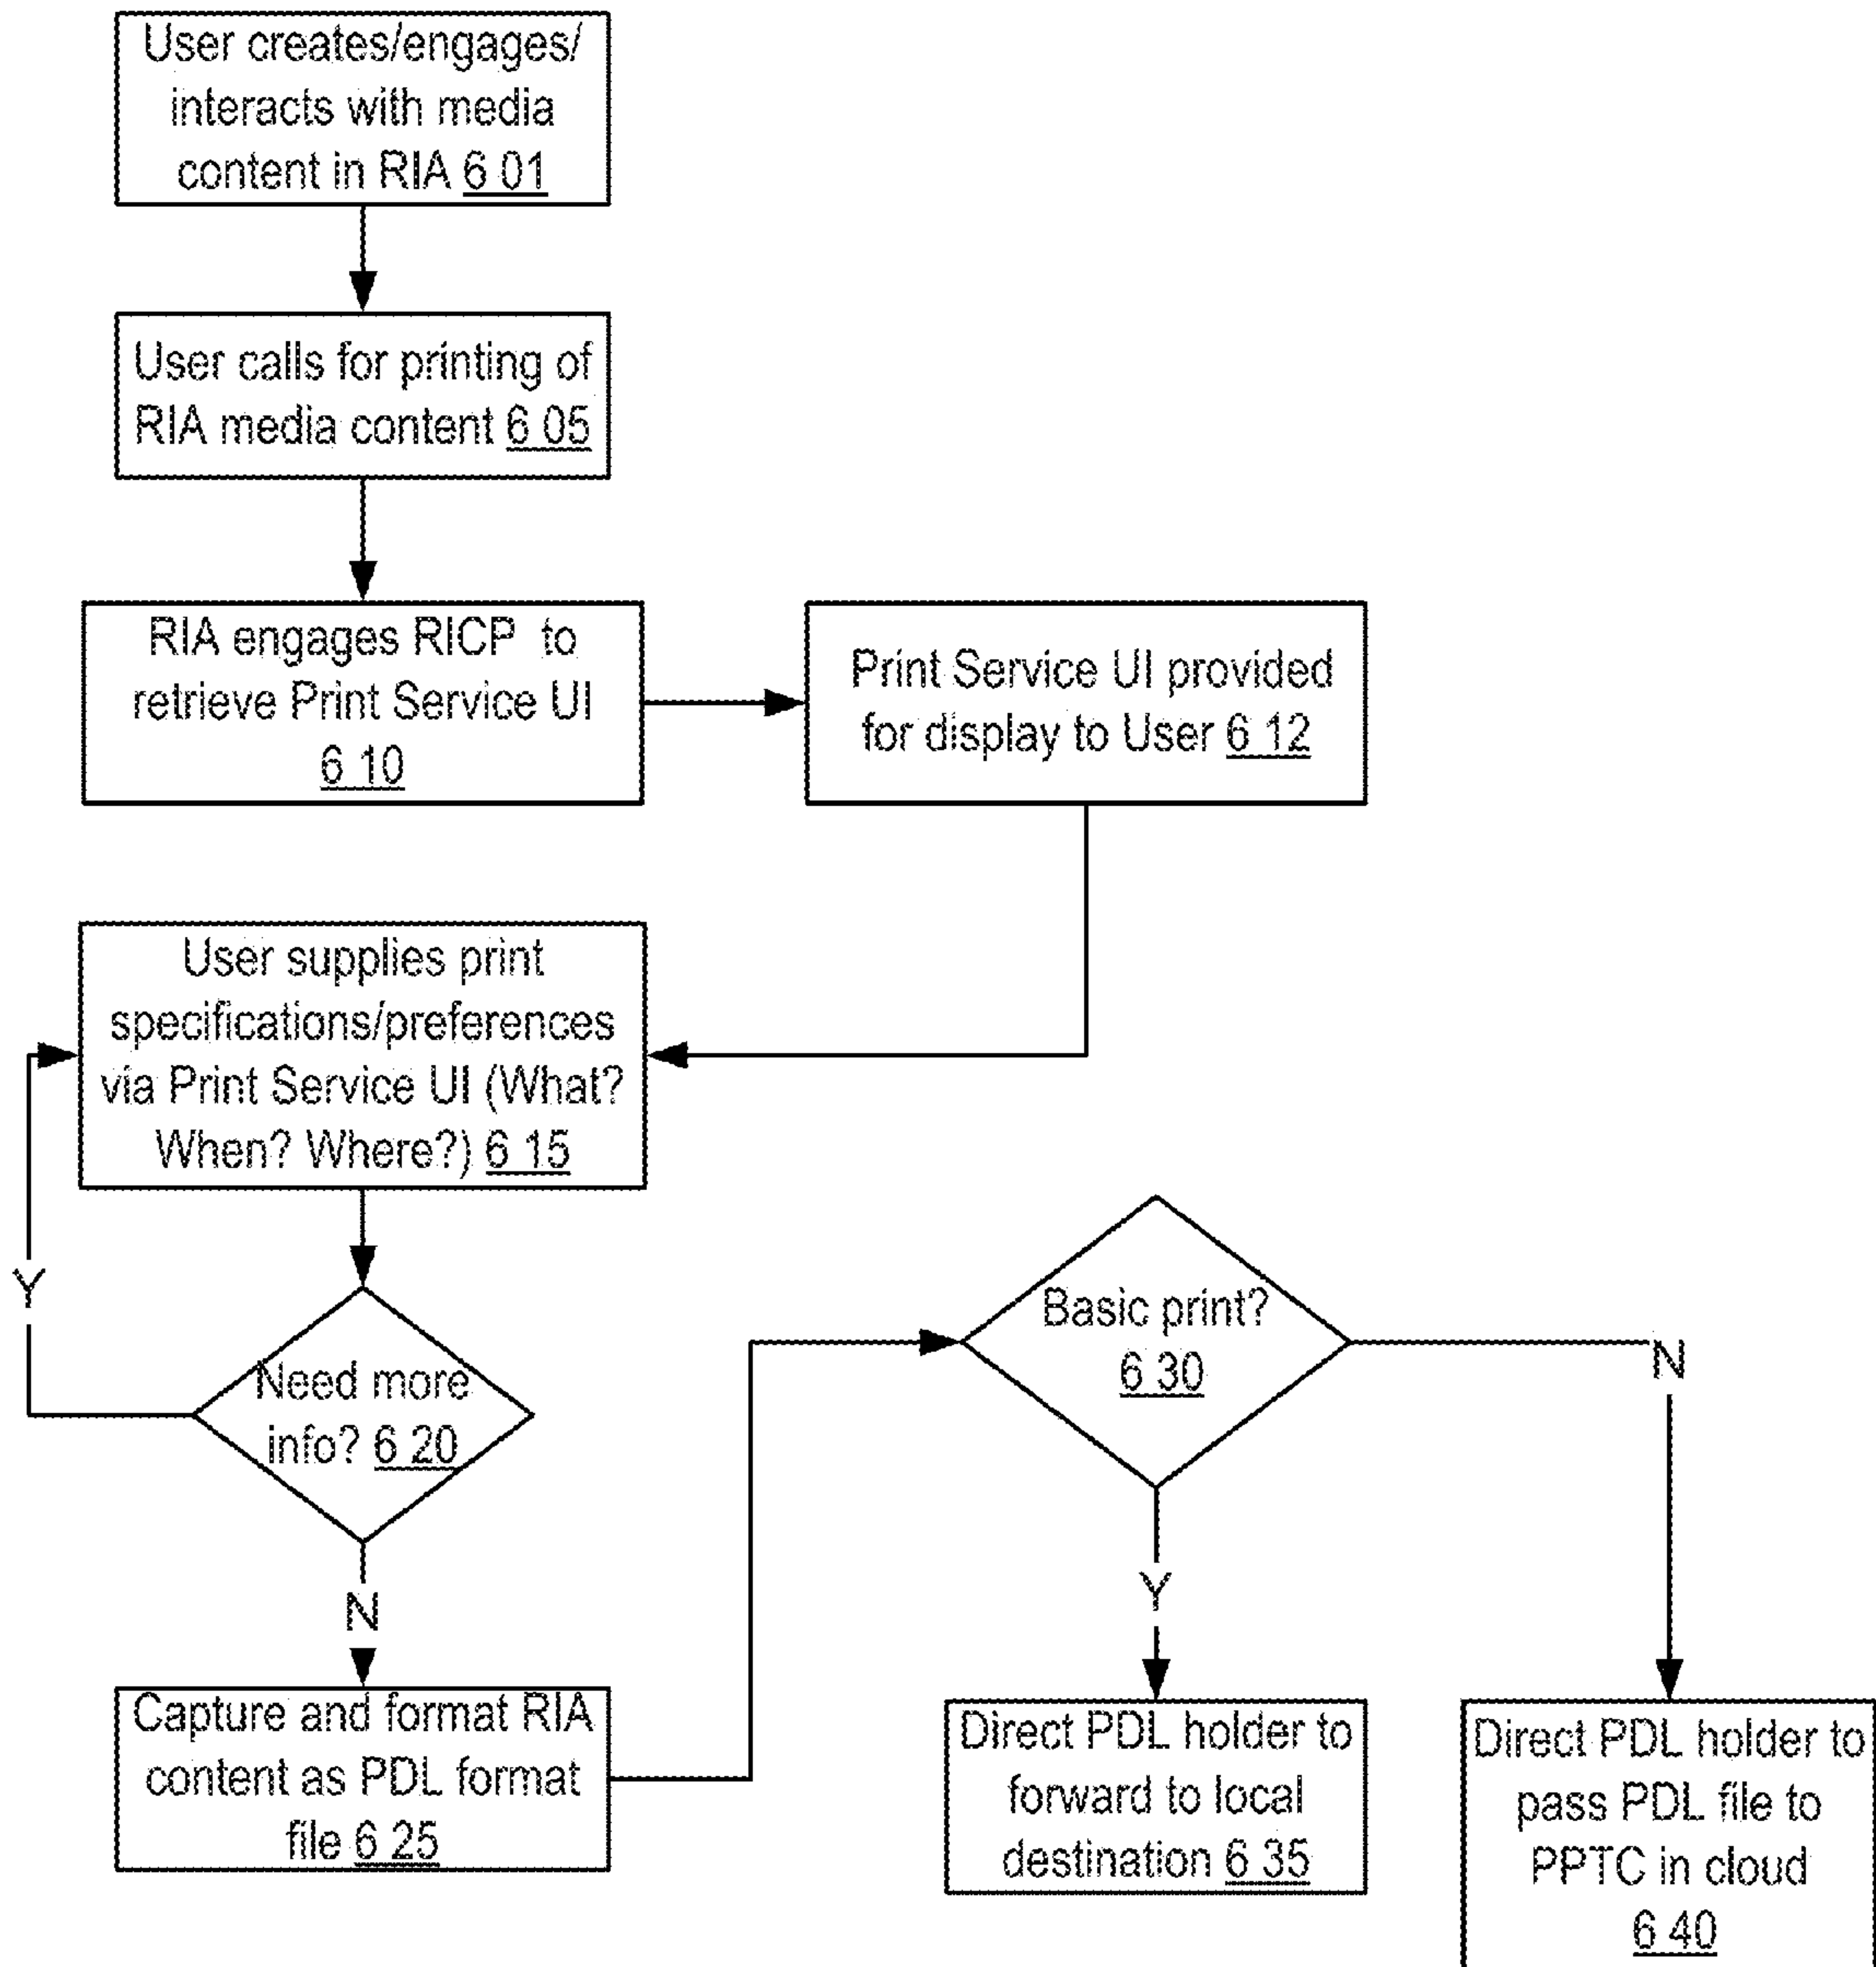 User creates/engages/
interacts with media
content in RIA 6 01
User calls for printing of
RIA media content 6 05
RIA engages RICP to
retrieve Print Service UI
6 10
Print Service UI provided
for display to User 6 12
User supplies print
specifications/preferences
via Print Service UI (What?
When? Where?) 6 15
Y
Need more
info? 6 20
N
Capture and format RIA
content as PDL format
file 6 25
Basic print?
6 30
N
Y
Direct PDL holder to
forward to local
destination 6 35
Direct PDL holder to
pass PDL file to
PPTC in cloud
6 40